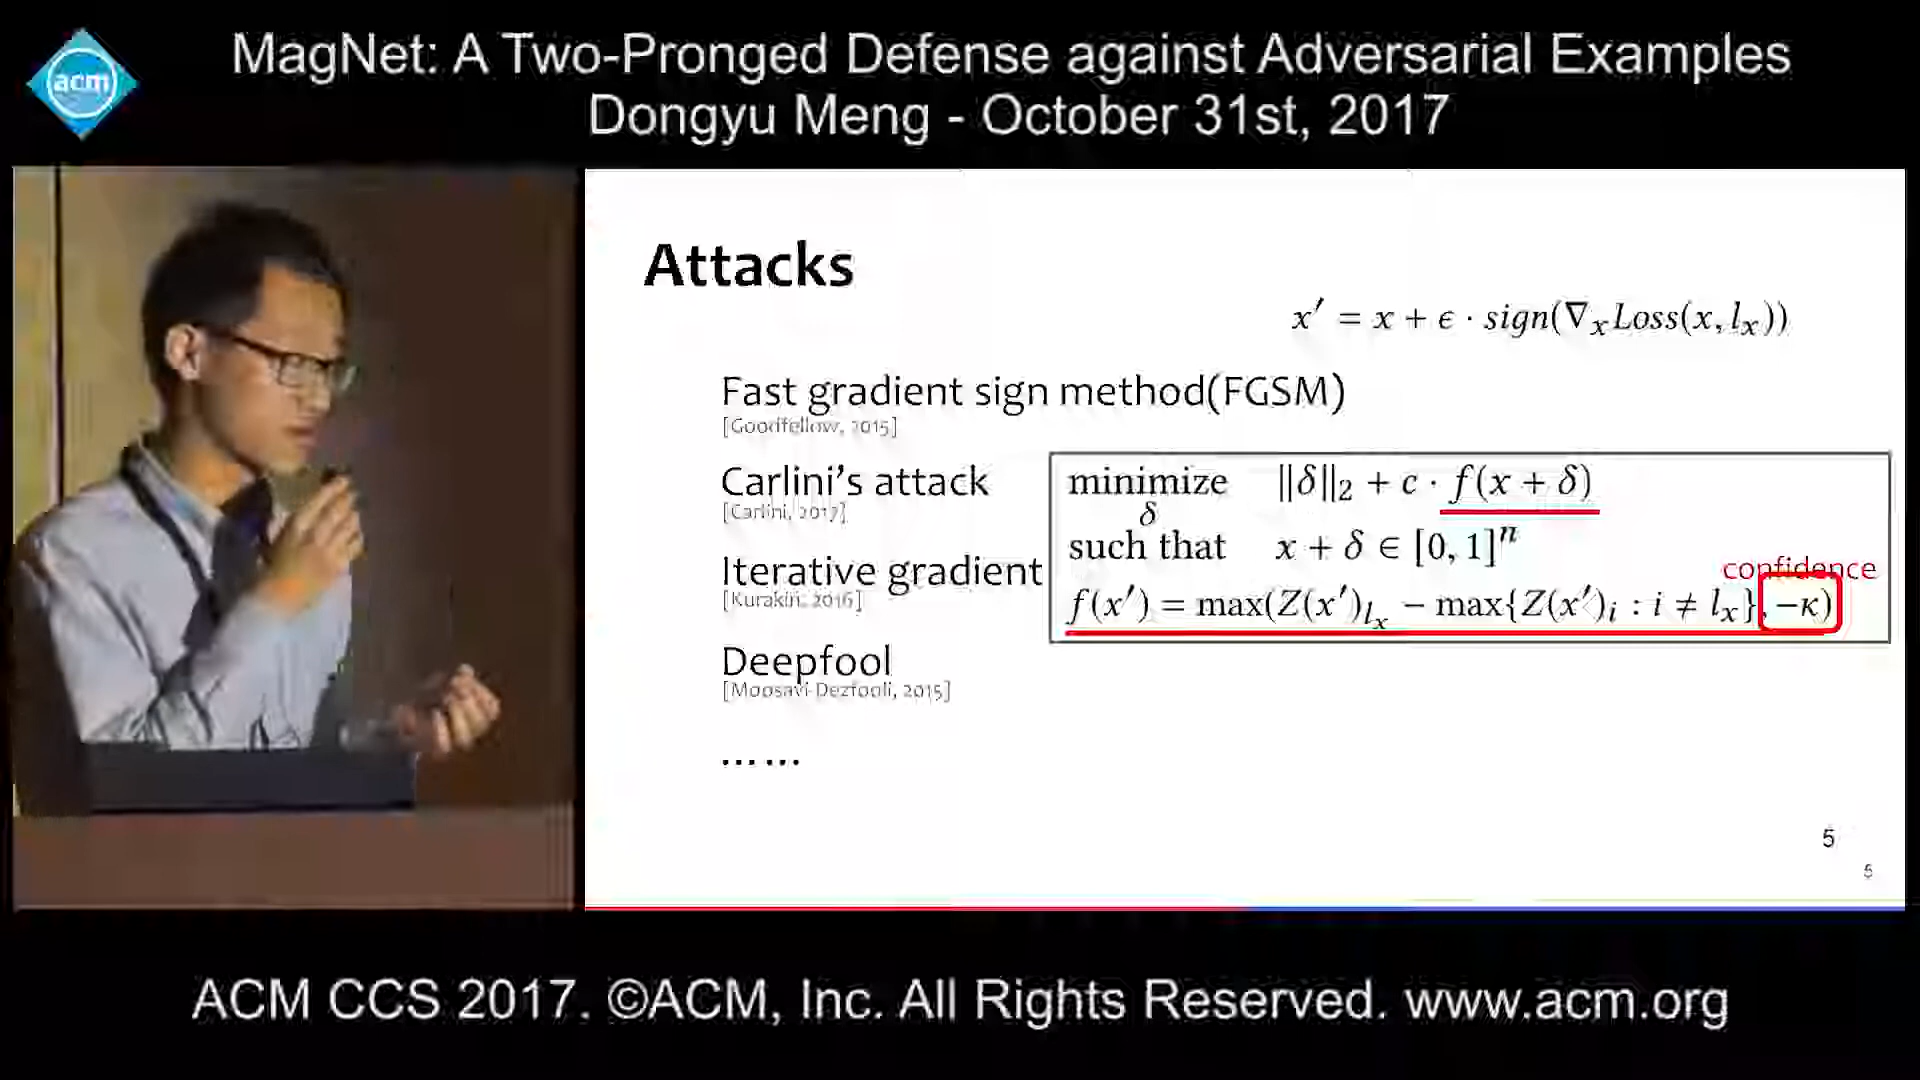 MagNet: A Two-Pronged Defense against Adversarial Examples
acm
Dongyu Meng - October 31st, 2017
Attacks
x′ = x + ϵ · sign(∇ₓLoss(x, lₓ))
Fast gradient sign method(FGSM)
[Goodfellow, 2015]
Carlini's attack
[Carlini, 2017]
minimize ‖δ‖₂ + c · f(x + δ)
δ
such that x + δ ∈ [0, 1]ⁿ
confidence
f(x′) = max(Z(x′)ₗₓ − max{Z(x′)ᵢ : i ≠ lₓ}, −κ)
Iterative gradient
[Kurakin, 2016]
Deepfool
[Moosavi-Dezfooli, 2015]
……
5
5
ACM CCS 2017. ©ACM, Inc. All Rights Reserved. www.acm.org